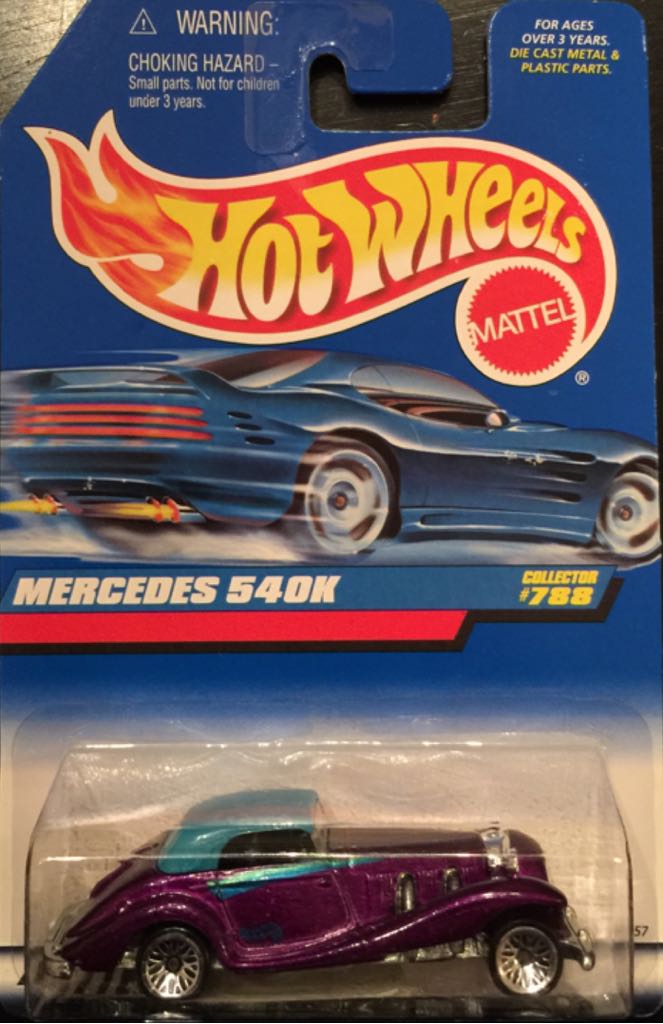 WARNING:
CHOKING HAZARD –
Small parts. Not for children
under 3 years.
FOR AGES
OVER 3 YEARS.
DIE CAST METAL &
PLASTIC PARTS.
HOT WHEELS
MATTEL
®
MERCEDES 540K
COLLECTOR
#788
57